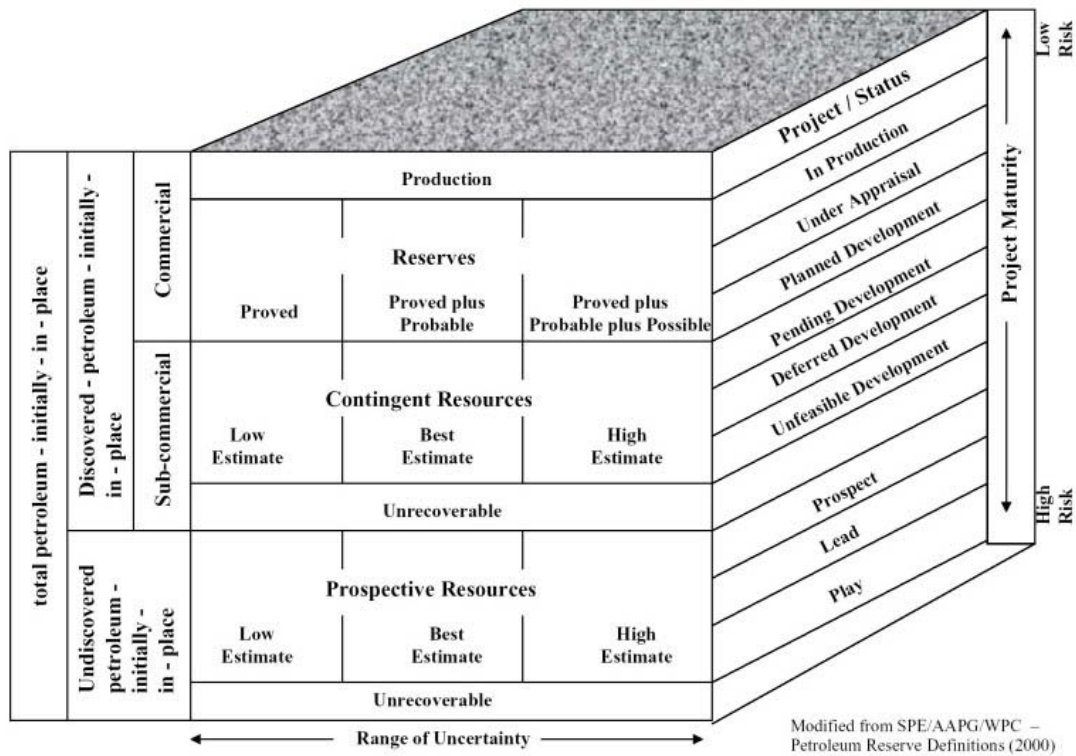 total petroleum - initially - in - place
Discovered - petroleum - initially -
in - place
Undiscovered
petroleum -
initially -
in - place
Commercial
Sub-commercial
Production
Reserves
Proved
Proved plus
Probable
Proved plus
Probable plus Possible
Contingent Resources
Low
Estimate
Best
Estimate
High
Estimate
Unrecoverable
Prospective Resources
Low
Estimate
Best
Estimate
High
Estimate
Unrecoverable
Range of Uncertainty
Project / Status
In Production
Under Appraisal
Planned Development
Pending Development
Deferred Development
Unfeasible Development
Prospect
Lead
Play
Low
Risk
Project Maturity
High
Risk
Modified from SPE/AAPG/WPC –
Petroleum Reserve Definitions (2000)